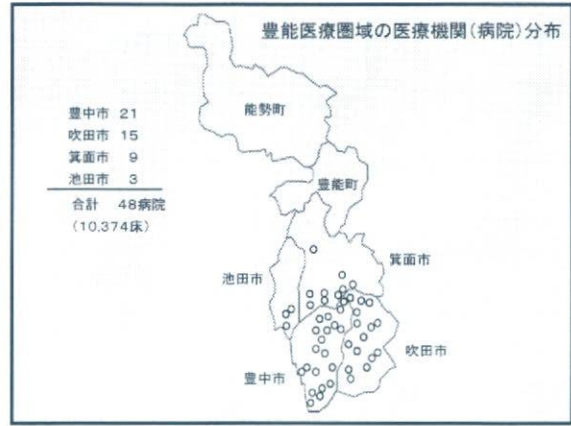 豊能医療圏域の医療機関(病院)分布
能勢町
豊中市 21
吹田市 15
箕面市 9
池田市 3
合計 48病院
(10,374床)
豊能町
箕面市
池田市
吹田市
豊中市